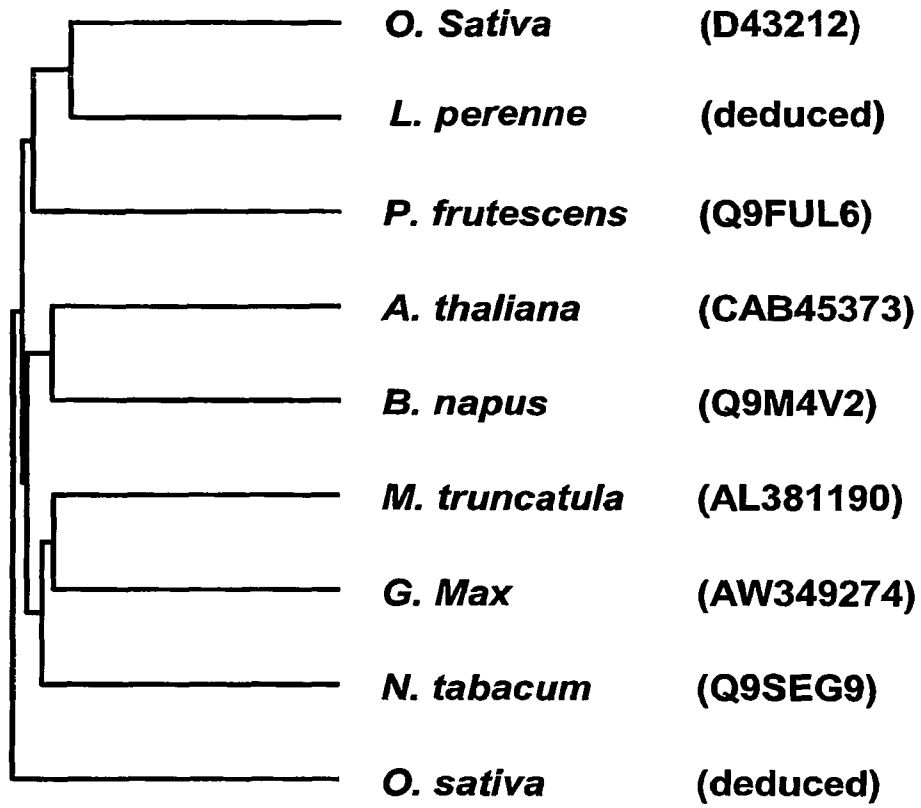 O. Sativa (D43212)
L. perenne (deduced)
P. frutescens (Q9FUL6)
A. thaliana (CAB45373)
B. napus (Q9M4V2)
M. truncatula (AL381190)
G. Max (AW349274)
N. tabacum (Q9SEG9)
O. sativa (deduced)